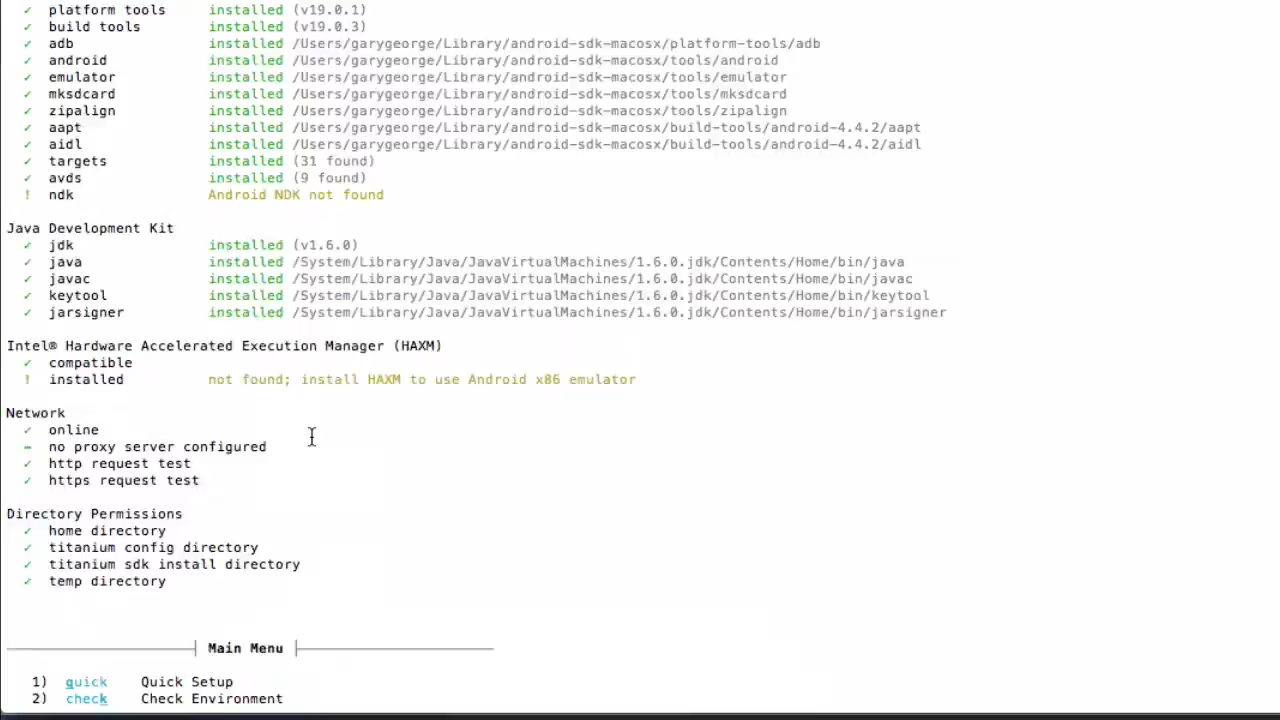 ✓ platform tools installed (v19.0.1)
✓ build tools installed (v19.0.3)
✓ adb installed /Users/garygeorge/Library/android-sdk-macosx/platform-tools/adb
✓ android installed /Users/garygeorge/Library/android-sdk-macosx/tools/android
✓ emulator installed /Users/garygeorge/Library/android-sdk-macosx/tools/emulator
✓ mksdcard installed /Users/garygeorge/Library/android-sdk-macosx/tools/mksdcard
✓ zipalign installed /Users/garygeorge/Library/android-sdk-macosx/tools/zipalign
✓ aapt installed /Users/garygeorge/Library/android-sdk-macosx/build-tools/android-4.4.2/aapt
✓ aidl installed /Users/garygeorge/Library/android-sdk-macosx/build-tools/android-4.4.2/aidl
✓ targets installed (31 found)
✓ avds installed (9 found)
! ndk Android NDK not found
Java Development Kit
✓ jdk installed (v1.6.0)
✓ java installed /System/Library/Java/JavaVirtualMachines/1.6.0.jdk/Contents/Home/bin/java
✓ javac installed /System/Library/Java/JavaVirtualMachines/1.6.0.jdk/Contents/Home/bin/javac
✓ keytool installed /System/Library/Java/JavaVirtualMachines/1.6.0.jdk/Contents/Home/bin/keytool
✓ jarsigner installed /System/Library/Java/JavaVirtualMachines/1.6.0.jdk/Contents/Home/bin/jarsigner
Intel® Hardware Accelerated Execution Manager (HAXM)
✓ compatible
! installed not found; install HAXM to use Android x86 emulator
Network
✓ online
– no proxy server configured
✓ http request test
✓ https request test
Directory Permissions
✓ home directory
✓ titanium config directory
✓ titanium sdk install directory
✓ temp directory
Main Menu
1) quick Quick Setup
2) check Check Environment